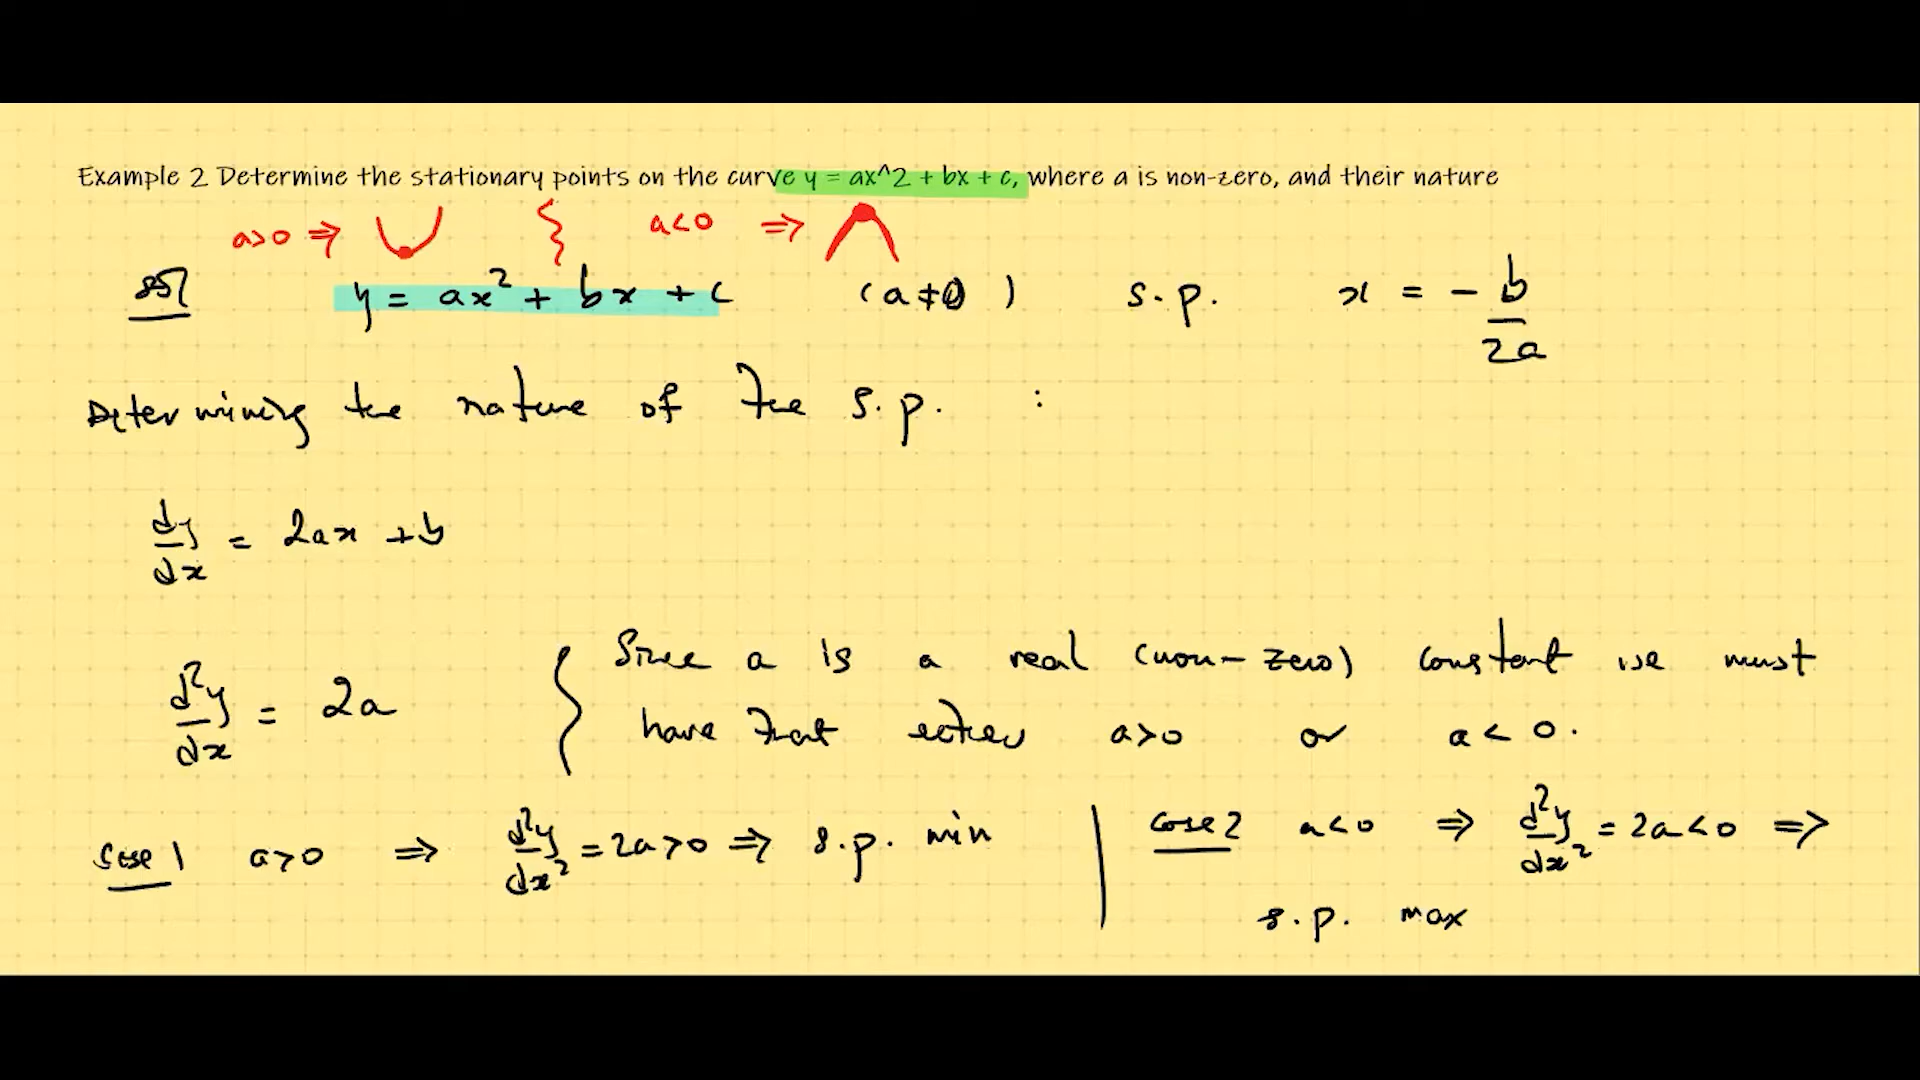 Example 2 Determine the stationary points on the curve y = ax^2 + bx + c, where a is non-zero, and their nature
a>0 ⇒ a<0 ⇒
sol y = ax² + bx + c (a≠0) s.p. x = -b/2a
Determining the nature of the s.p. :
dy/dx = 2ax + b
d²y/dx = 2a { Since a is a real (non-zero) constant we must
have that either a>0 or a<0.
Case 1 a>0 ⇒ d²y/dx² = 2a>0 ⇒ s.p. min
Case 2 a<0 ⇒ d²y/dx² = 2a<0 ⇒
s.p. max